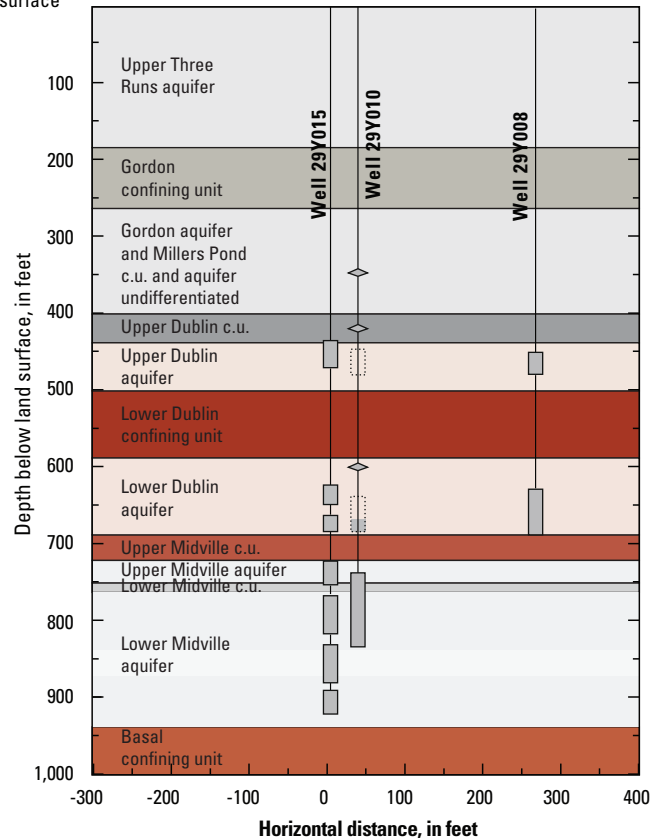 surface
Upper Three
Runs aquifer
Gordon
confining unit
Gordon aquifer
and Millers Pond
c.u. and aquifer
undifferentiated
Upper Dublin c.u.
Upper Dublin
aquifer
Lower Dublin
confining unit
Lower Dublin
aquifer
Upper Midville c.u.
Upper Midville aquifer
Lower Midville c.u.
Lower Midville
aquifer
Basal
confining unit
Well 29Y015
Well 29Y010
Well 29Y008
Depth below land surface, in feet
100
200
300
400
500
600
700
800
900
1,000
-300
-200
-100
0
100
200
300
400
Horizontal distance, in feet